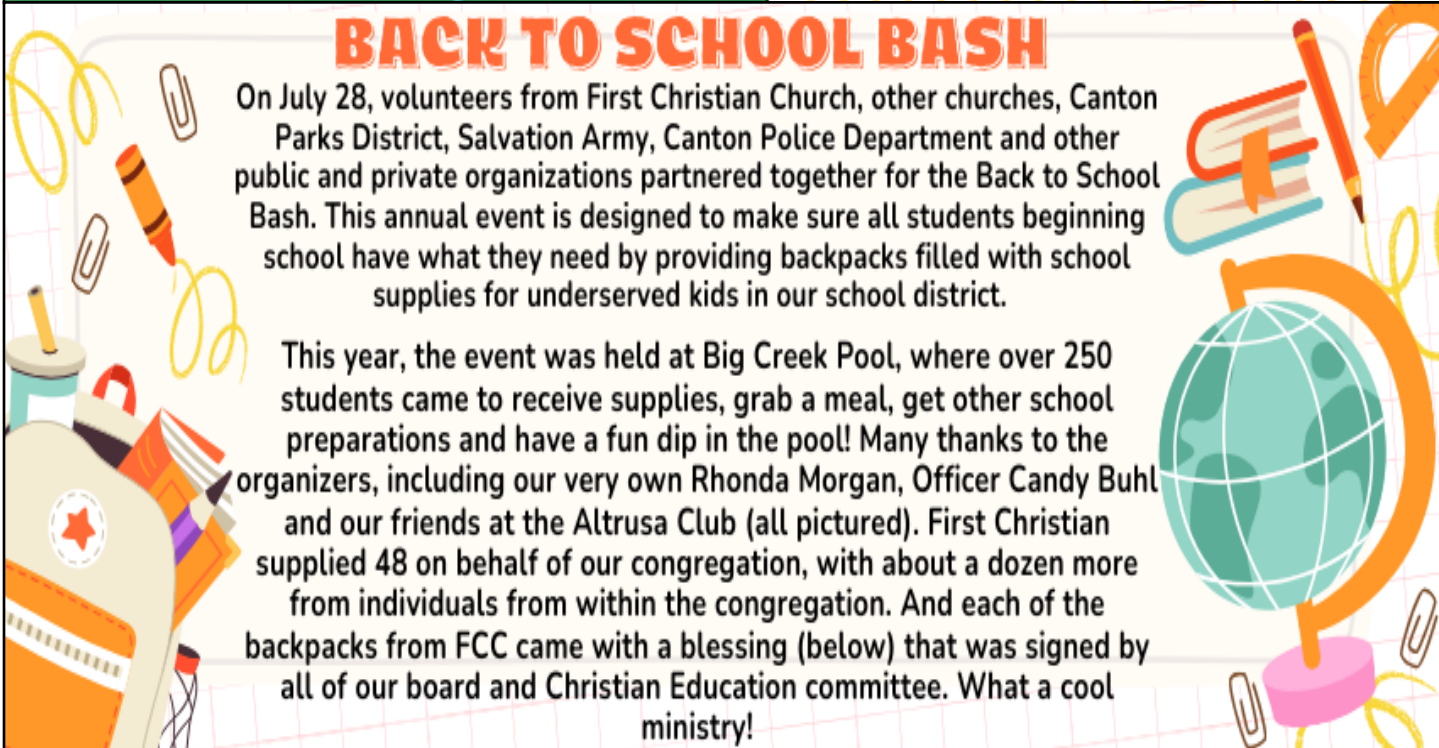 BACK TO SCHOOL BASH
On July 28, volunteers from First Christian Church, other churches, Canton
Parks District, Salvation Army, Canton Police Department and other
public and private organizations partnered together for the Back to School
Bash. This annual event is designed to make sure all students beginning
school have what they need by providing backpacks filled with school
supplies for underserved kids in our school district.
This year, the event was held at Big Creek Pool, where over 250
students came to receive supplies, grab a meal, get other school
preparations and have a fun dip in the pool! Many thanks to the
organizers, including our very own Rhonda Morgan, Officer Candy Buhl
and our friends at the Altrusa Club (all pictured). First Christian
supplied 48 on behalf of our congregation, with about a dozen more
from individuals from within the congregation. And each of the
backpacks from FCC came with a blessing (below) that was signed by
all of our board and Christian Education committee. What a cool
ministry!